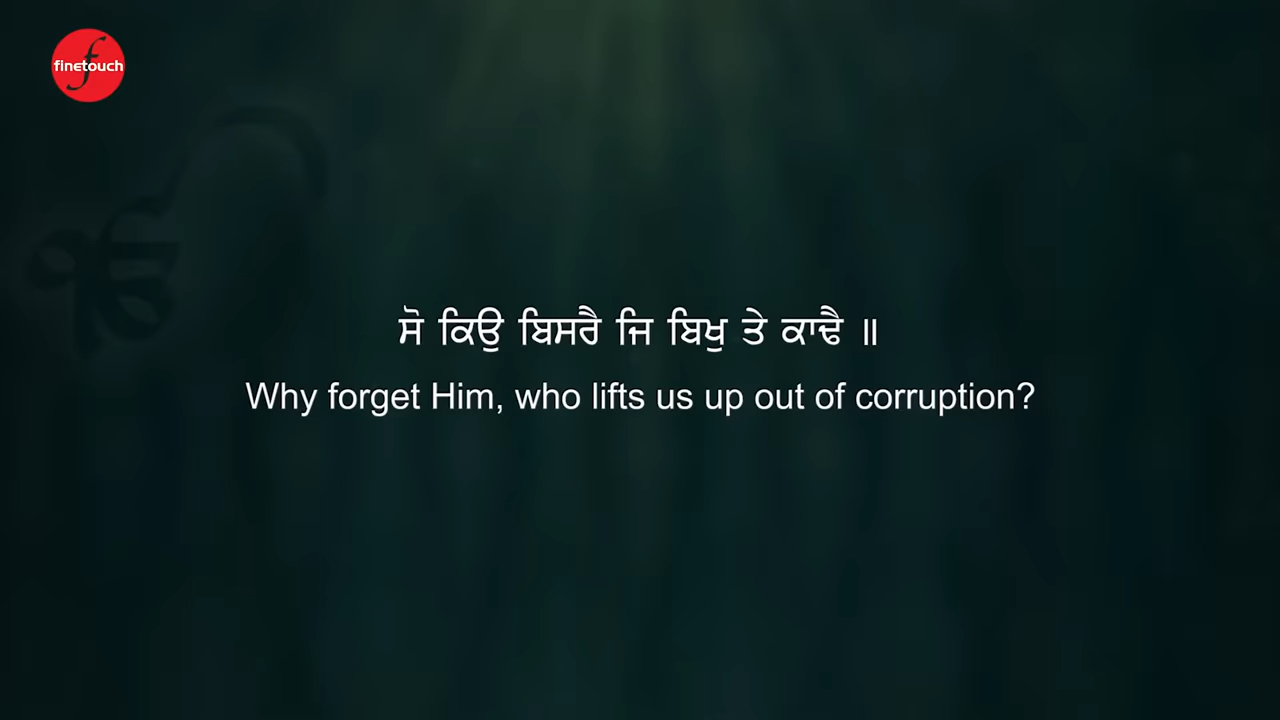 finetouch
ਸੋ ਕਿਉ ਬਿਸਰੈ ਜਿ ਬਿਖੁ ਤੇ ਕਾਢੈ ॥
Why forget Him, who lifts us up out of corruption?